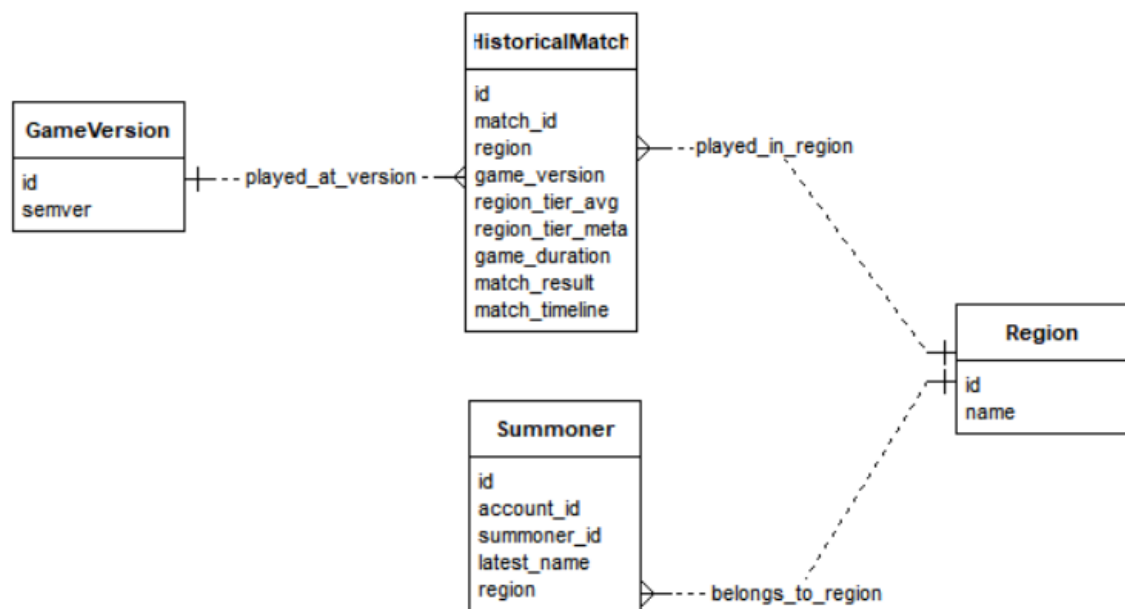 HistoricalMatch
id
match_id
region
game_version
region_tier_avg
region_tier_meta
game_duration
match_result
match_timeline
GameVersion
id
semver
played_at_version
played_in_region
Region
id
name
Summoner
id
account_id
summoner_id
latest_name
region
belongs_to_region